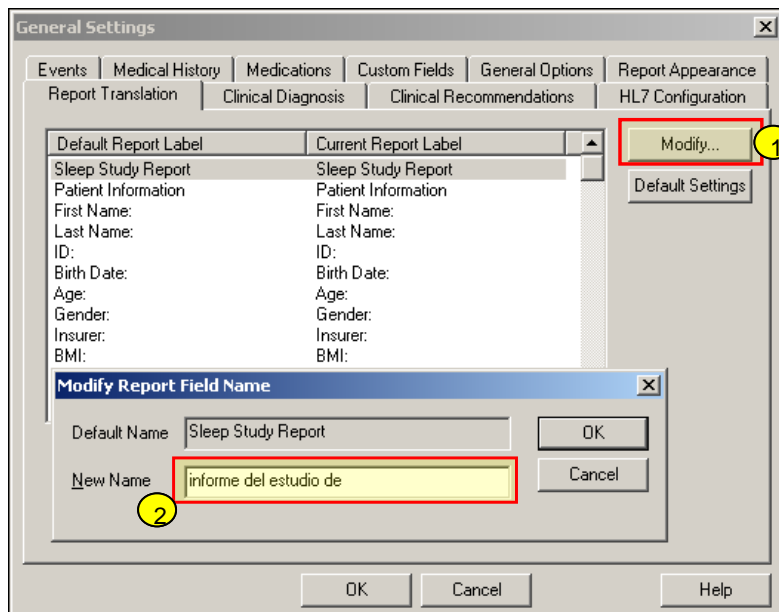 General Settings
Events Medical History Medications Custom Fields General Options Report Appearance
Report Translation Clinical Diagnosis Clinical Recommendations HL7 Configuration
Default Report Label Current Report Label
Modify... 1
Sleep Study Report Sleep Study Report
Default Settings
Patient Information Patient Information
First Name: First Name:
Last Name: Last Name:
ID: ID:
Birth Date: Birth Date:
Age: Age:
Gender: Gender:
Insurer: Insurer:
BMI: BMI:
Modify Report Field Name
Default Name Sleep Study Report OK
New Name informe del estudio de Cancel
2
OK Cancel Help